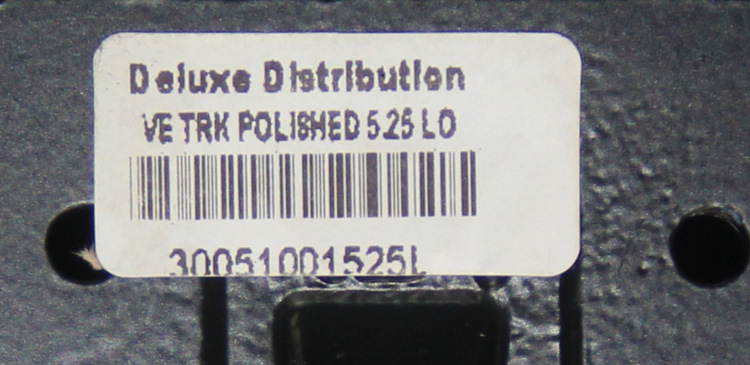 Deluxe Distribution
VE TRK POLISHED 5.25 LO
30051001525L